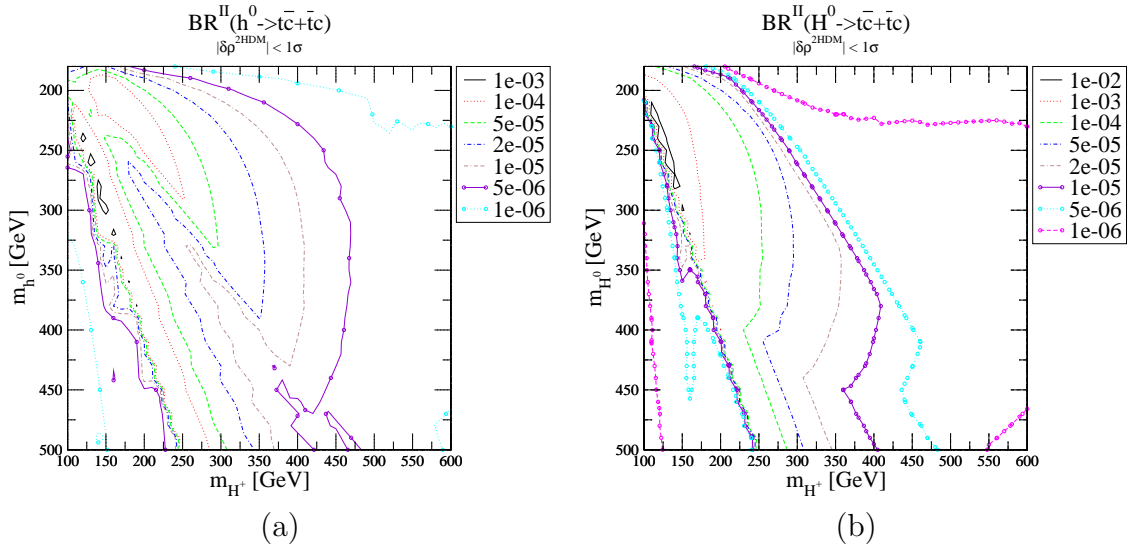 BR^II(h^0->tc̅+t̅c)
|δρ^2HDM| < 1σ
1e-03
1e-04
5e-05
2e-05
1e-05
5e-06
1e-06
200
250
300
350
400
450
500
m_h^0 [GeV]
100 150 200 250 300 350 400 450 500 550 600
m_H^+ [GeV]
(a)
BR^II(H^0->tc̅+t̅c)
|δρ^2HDM| < 1σ
1e-02
1e-03
1e-04
5e-05
2e-05
1e-05
5e-06
1e-06
200
250
300
350
400
450
500
m_H^0 [GeV]
100 150 200 250 300 350 400 450 500 550 600
m_H^+ [GeV]
(b)